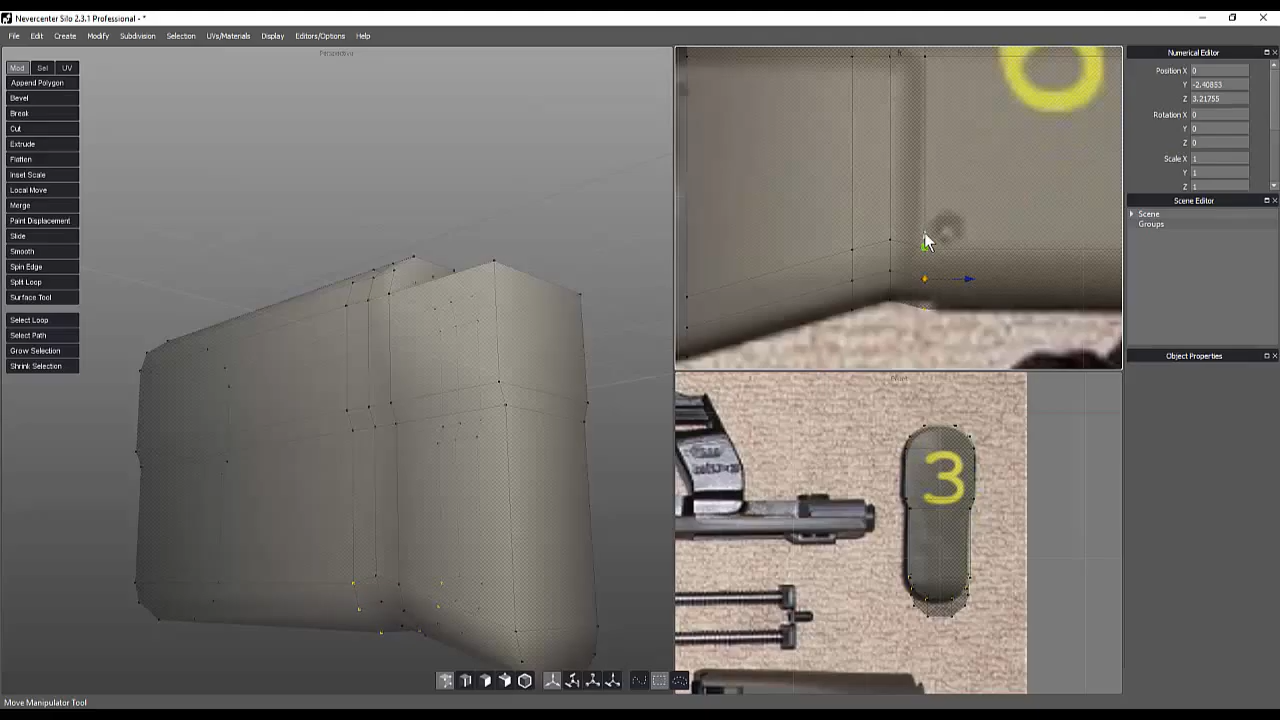 Nevercenter Silo 2.3.1 Professional - *
File Edit Create Modify Subdivision Selection UVs/Materials Display Editors/Options Help
Perspective
Mod Sel UV
Append Polygon
Bevel
Break
Cut
Extrude
Flatten
Inset Scale
Local Move
Merge
Paint Displacement
Slide
Smooth
Spin Edge
Split Loop
Surface Tool
Select Loop
Select Path
Grow Selection
Shrink Selection
3
Numerical Editor
Position X 0
Y -2.40853
Z 3.21755
Rotation X 0
Y 0
Z 0
Scale X 1
Y 1
Z 1
Scene Editor
Scene
Groups
Object Properties
Move Manipulator Tool